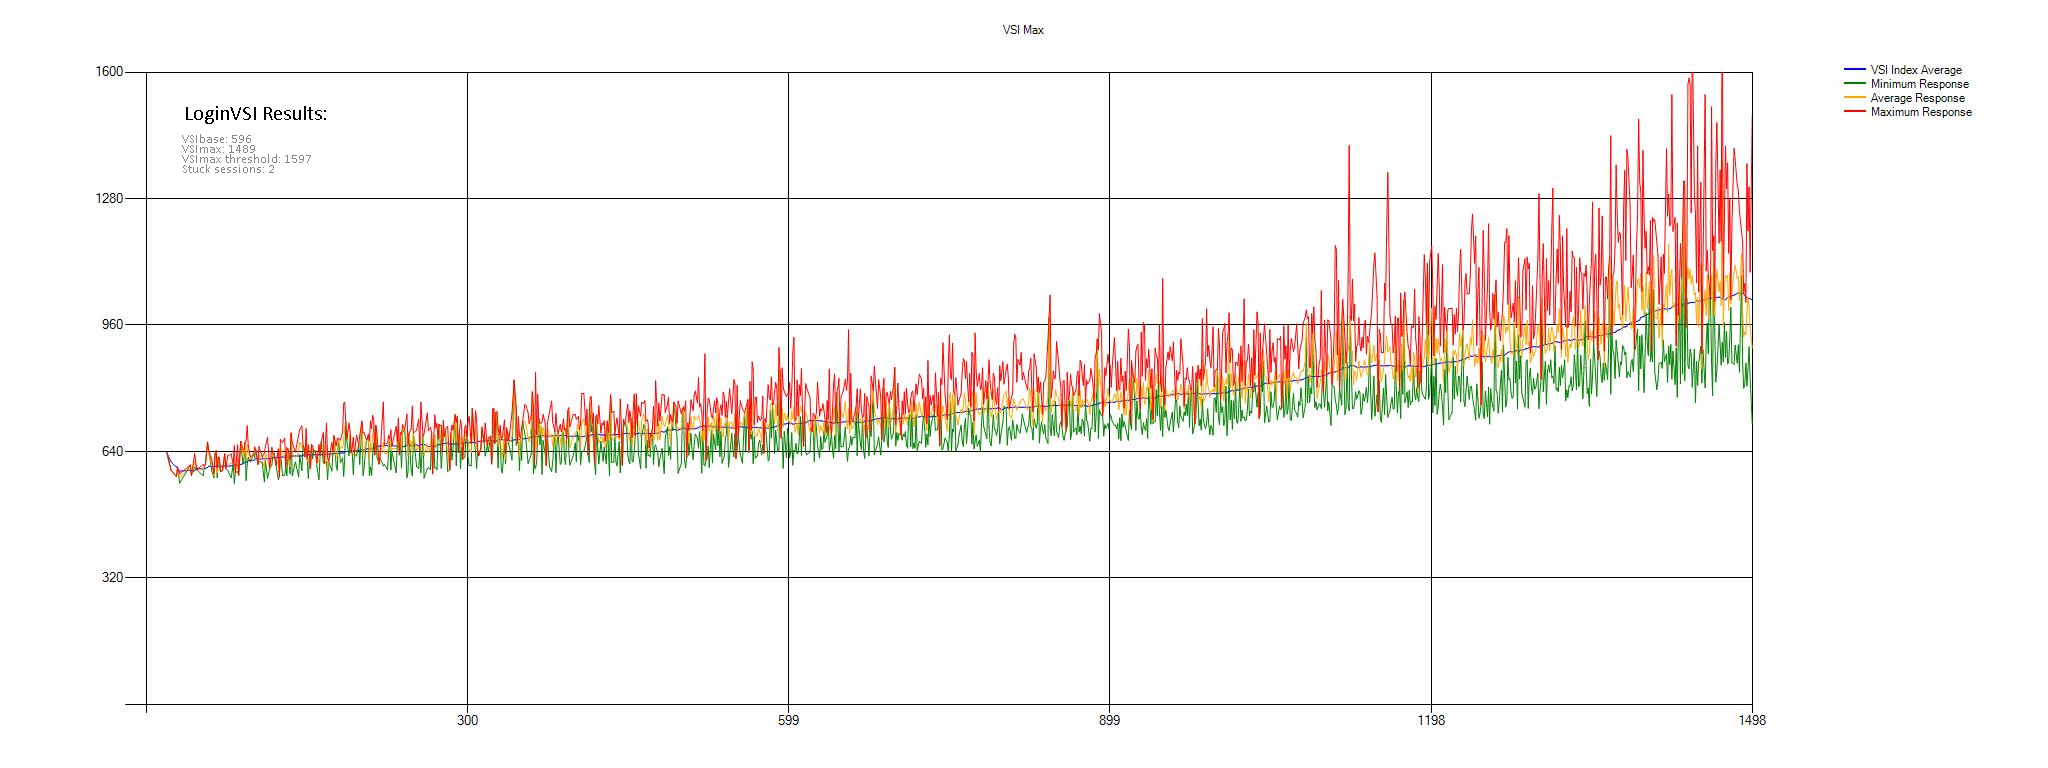 VSI Max
1600
1280
960
640
320
300
599
899
1198
1498
LoginVSI Results:
VSIbase: 596
VSImax: 1489
VSImax threshold: 1597
Stuck sessions: 2
VSI Index Average
Minimum Response
Average Response
Maximum Response